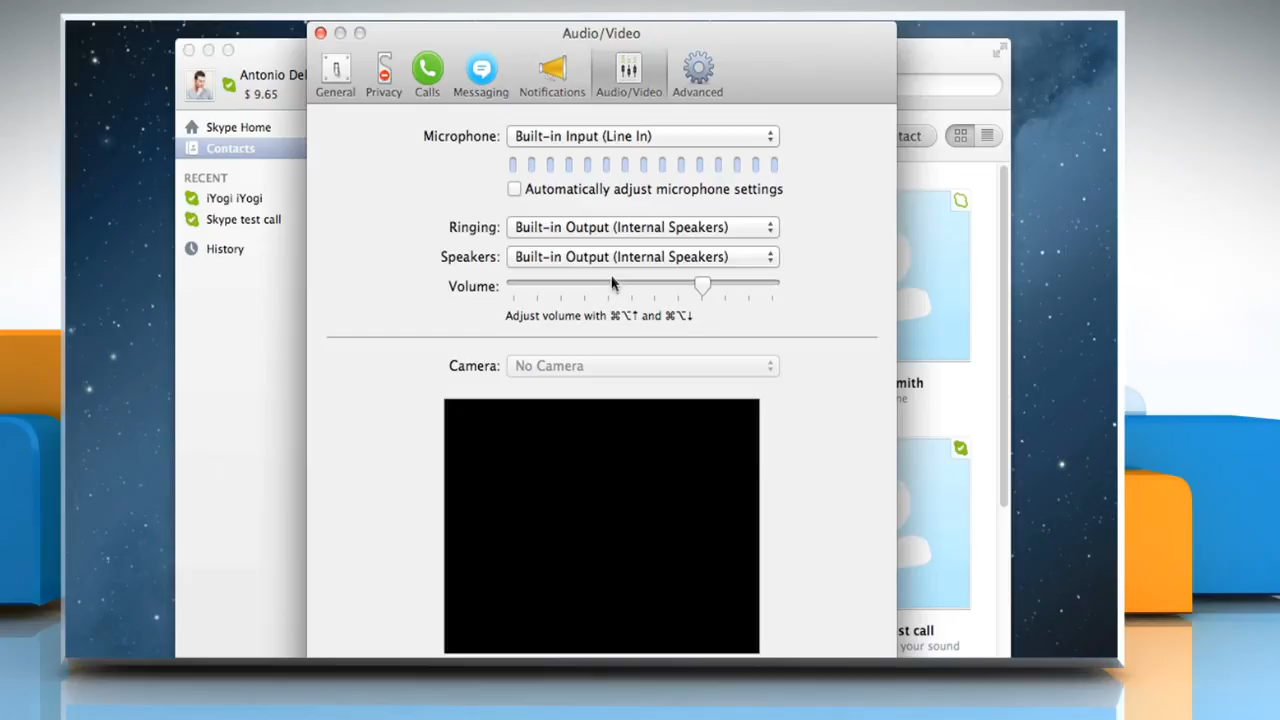 Audio/Video
Antonio Del
$ 9.65
General
Privacy
Calls
Messaging
Notifications
Audio/Video
Advanced
Skype Home
Contacts
RECENT
iYogi iYogi
Skype test call
History
Microphone: Built-in Input (Line In)
Automatically adjust microphone settings
Ringing: Built-in Output (Internal Speakers)
Speakers: Built-in Output (Internal Speakers)
Volume:
Adjust volume with ⌘⌥↑ and ⌘⌥↓
Camera: No Camera
tact
mith
ne
st call
your sound